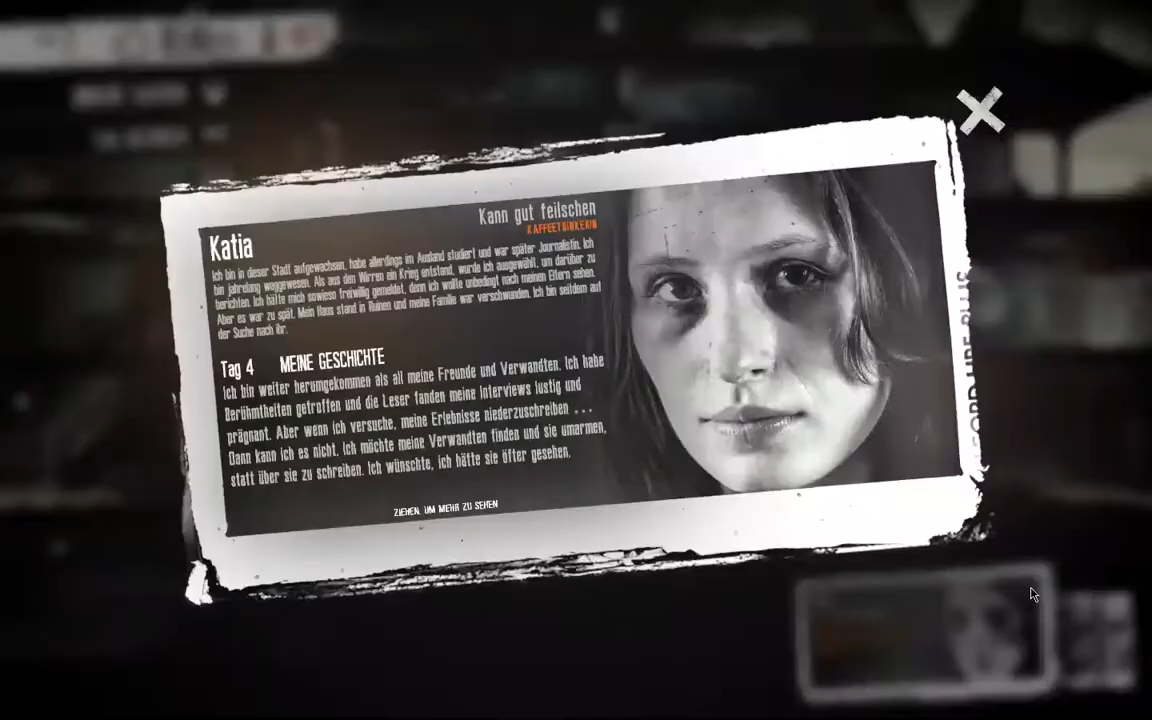 Kann gut feilschen
KAFFEETRINKERIN
Katia
Ich bin in dieser Stadt aufgewachsen, habe allerdings im Ausland studiert und war später Journalistin. Ich
bin jahrelang weggewesen. Als aus den Wirren ein Krieg entstand, wurde ich ausgewählt, um darüber zu
berichten. Ich hätte mich sowieso freiwillig gemeldet, denn ich wollte unbedingt nach meinen Eltern sehen.
Aber es war zu spät. Mein Haus stand in Ruinen und meine Familie war verschwunden. Ich bin seitdem auf
der Suche nach ihr.
Tag 4 MEINE GESCHICHTE
Ich bin weiter herumgekommen als all meine Freunde und Verwandten. Ich habe
Berühmtheiten getroffen und die Leser fanden meine Interviews lustig und
prägnant. Aber wenn ich versuche, meine Erlebnisse niederzuschreiben ...
Dann kann ich es nicht. Ich möchte meine Verwandten finden und sie umarmen,
statt über sie zu schreiben. Ich wünschte, ich hätte sie öfter gesehen.
ZIEHEN, UM MEHR ZU SEHEN